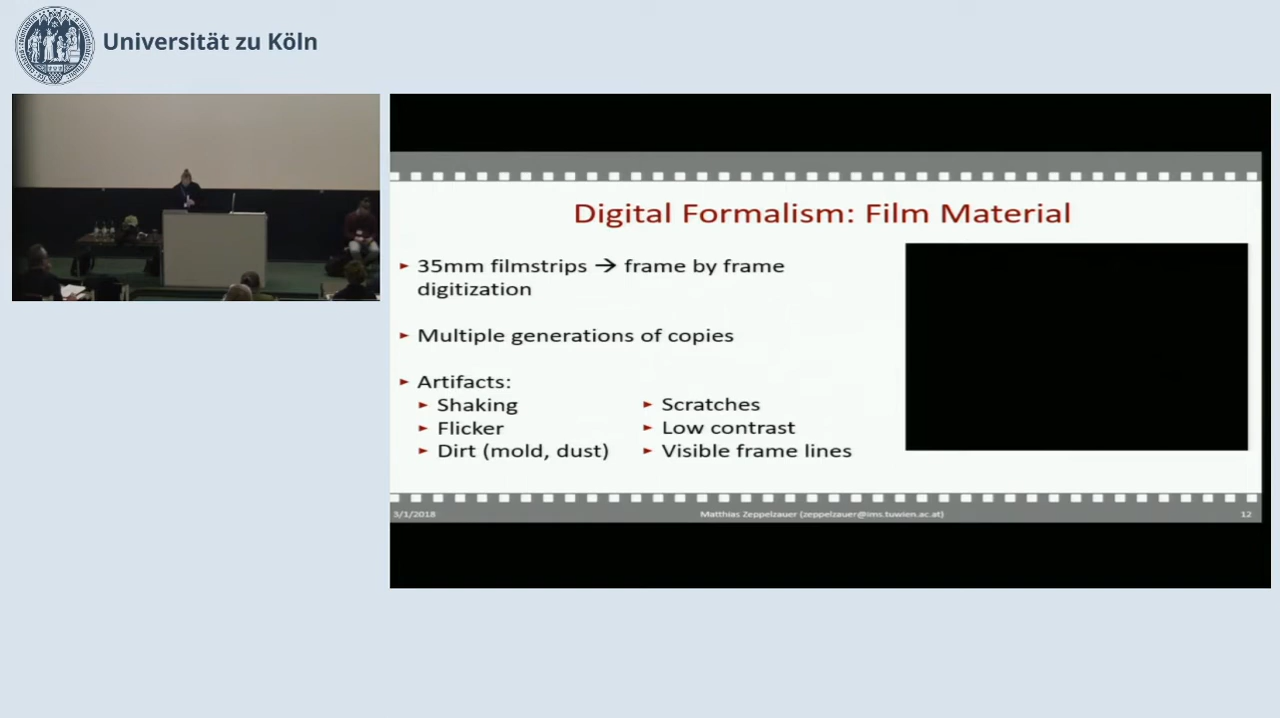 Universität zu Köln
Digital Formalism: Film Material
► 35mm filmstrips → frame by frame
digitization
► Multiple generations of copies
► Artifacts:
► Shaking
► Flicker
► Dirt (mold, dust)
► Scratches
► Low contrast
► Visible frame lines
3/1/2018
Matthias Zeppelzauer (zeppelzauer@ims.tuwien.ac.at)
12